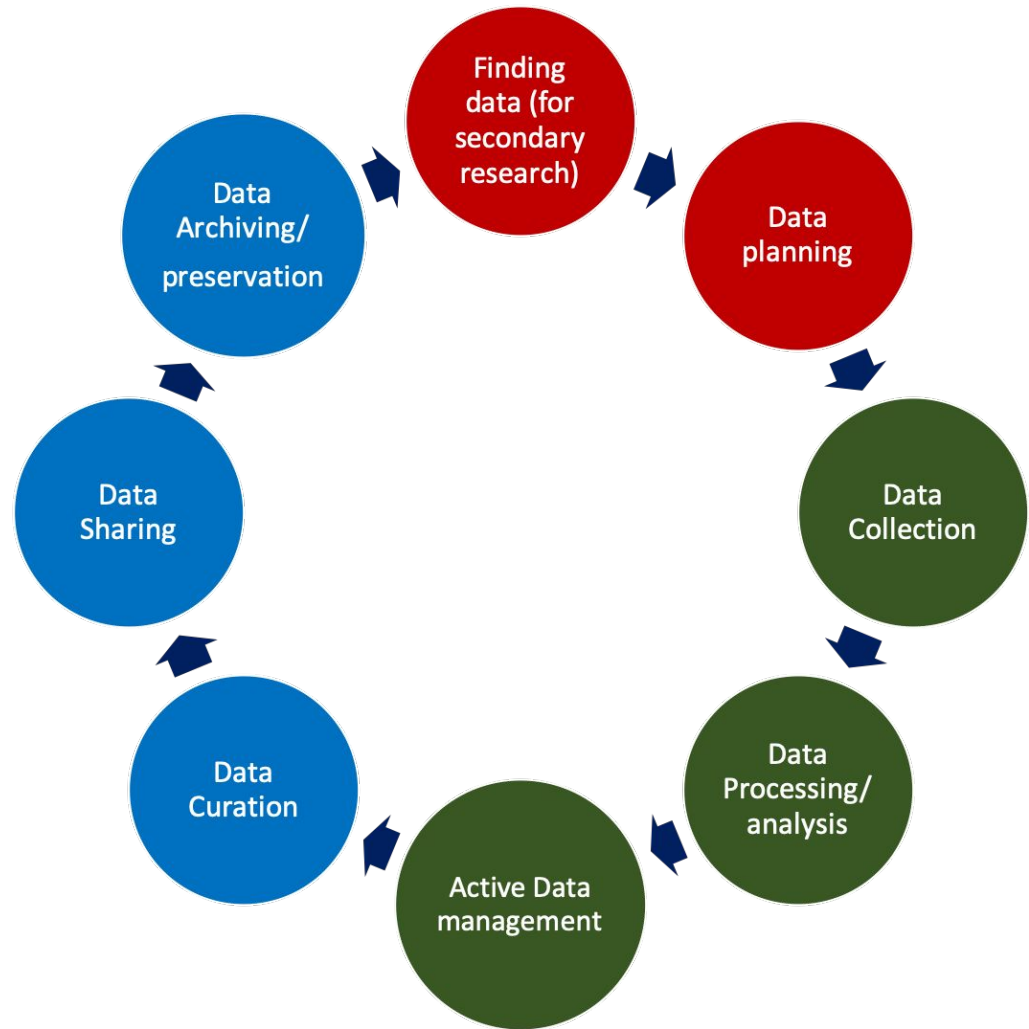 Finding
data (for
secondary
research)
Data
planning
Data
Collection
Data
Processing/
analysis
Active Data
management
Data
Curation
Data
Sharing
Data
Archiving/
preservation